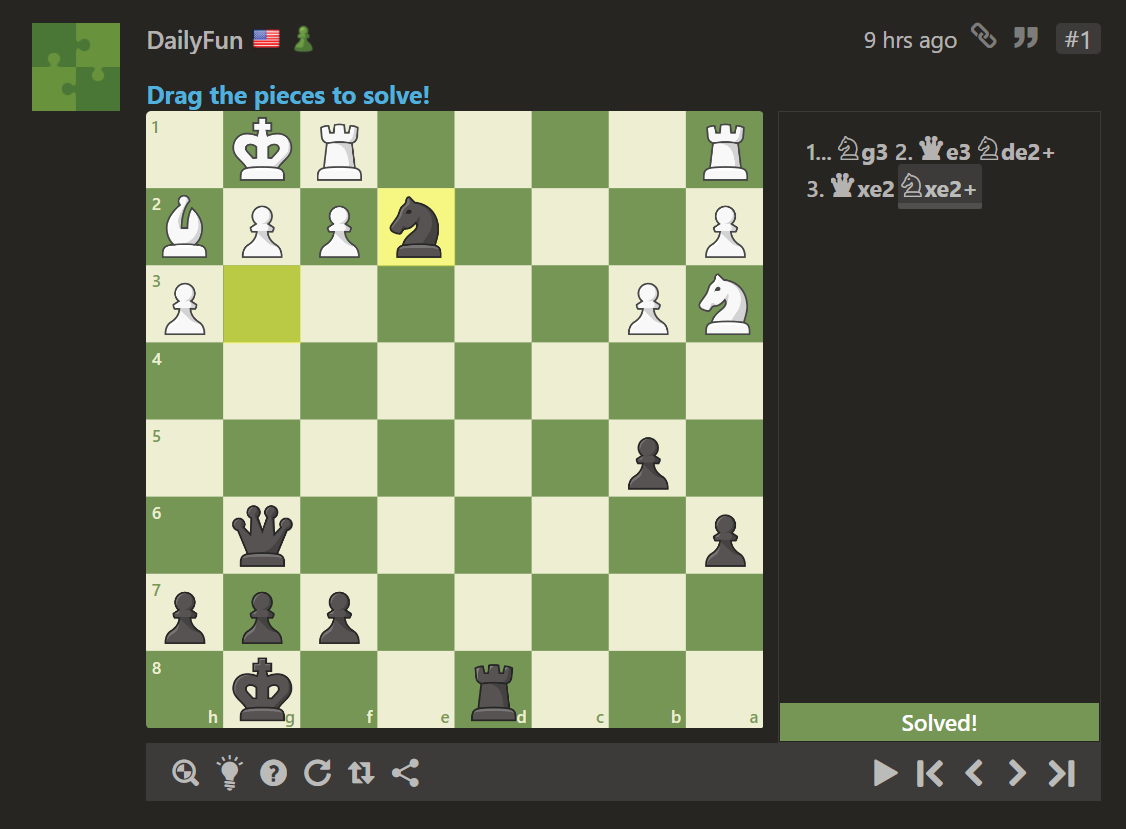 DailyFun
9 hrs ago
#1
Drag the pieces to solve!
1
2
3
4
5
6
7
8
h g f e d c b a
1... ♘g3 2. ♛e3 ♘de2+
3. ♛xe2 ♘xe2+
Solved!